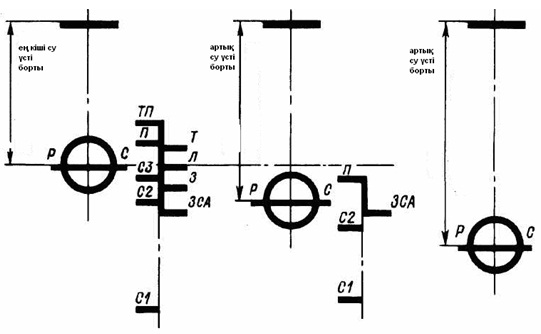 ең кіші су
үсті
борты
артық
су үсті
борты
артық
су үсті
борты
ТП
П
Т
Р
С
Л
С3
З
С2
ЗСА
С1
Р
С
П
ЗСА
С2
С1
Р
С